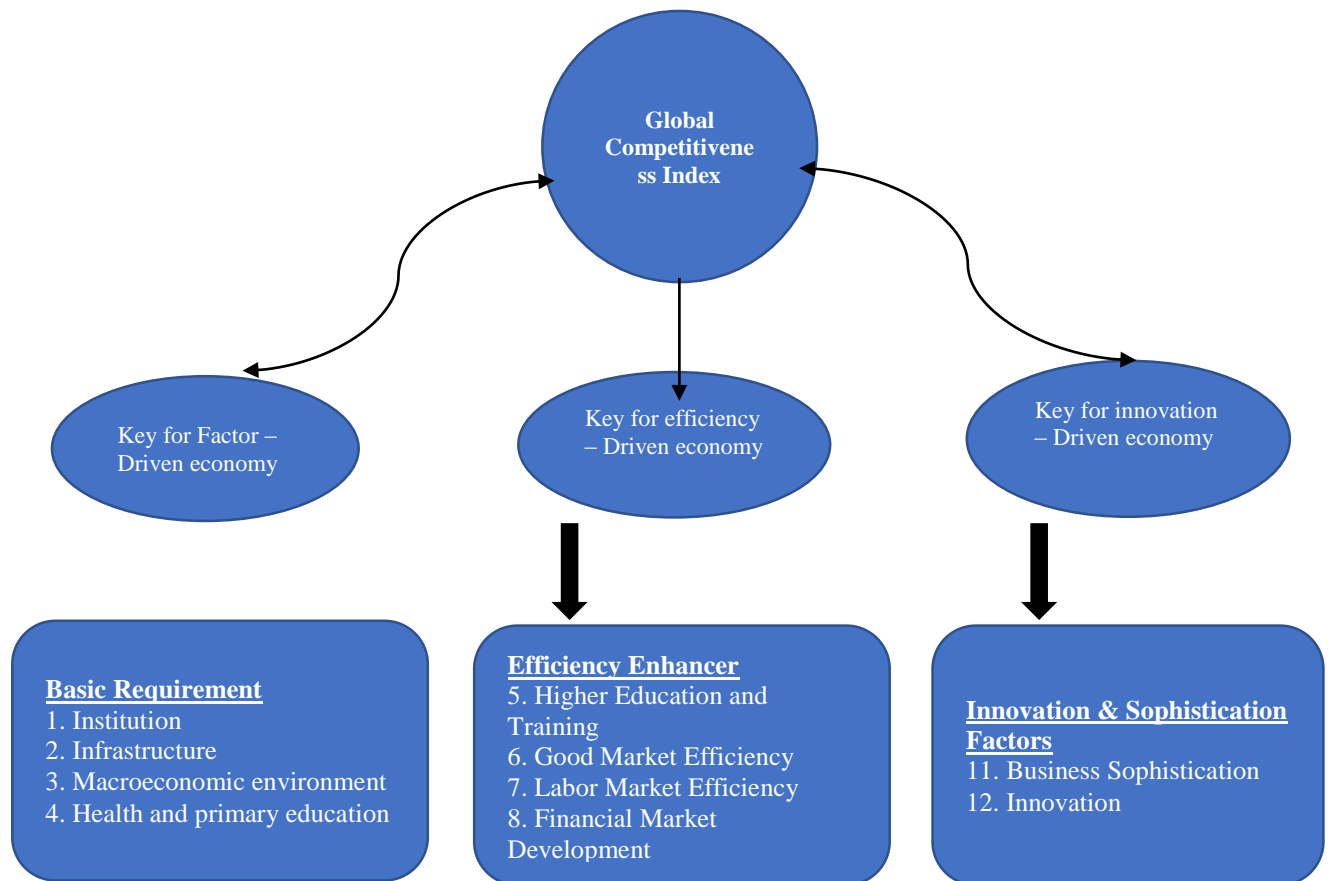 Global
Competitivene
ss Index
Key for Factor –
Driven economy
Key for efficiency
– Driven economy
Key for innovation
– Driven economy
Basic Requirement
1. Institution
2. Infrastructure
3. Macroeconomic environment
4. Health and primary education
Efficiency Enhancer
5. Higher Education and
Training
6. Good Market Efficiency
7. Labor Market Efficiency
8. Financial Market
Development
Innovation & Sophistication
Factors
11. Business Sophistication
12. Innovation